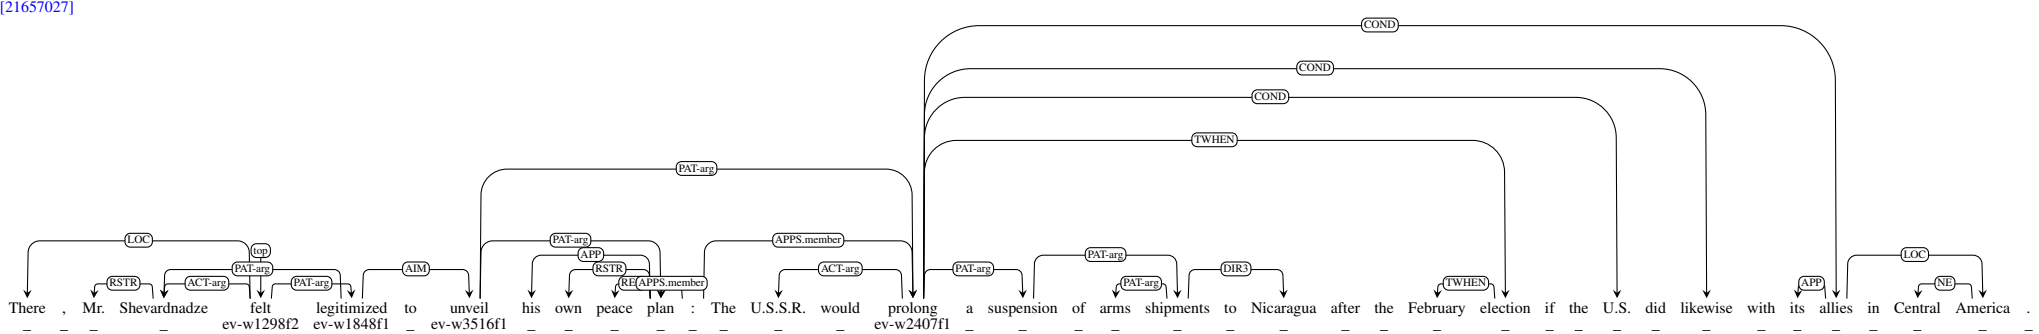 [21657027]
COND
COND
COND
TWHEN
PAT-arg
LOC top PAT-arg APPS.member
PAT-arg AIM APP RSTR ACT-arg PAT-arg PAT-arg DIR3 LOC
RSTR ACT-arg PAT-arg RE APPS.member PAT-arg TWHEN APP NE
There , Mr. Shevardnadze felt legitimized to unveil his own peace plan : The U.S.S.R. would prolong a suspension of arms shipments to Nicaragua after the February election if the U.S. did likewise with its allies in Central America .
_ _ _ _ ev-w1298f2 ev-w1848f1 _ ev-w3516f1 _ _ _ _ _ _ _ _ ev-w2407f1 _ _ _ _ _ _ _ _ _ _ _ _ _ _ _ _ _ _ _ _ _ _ _